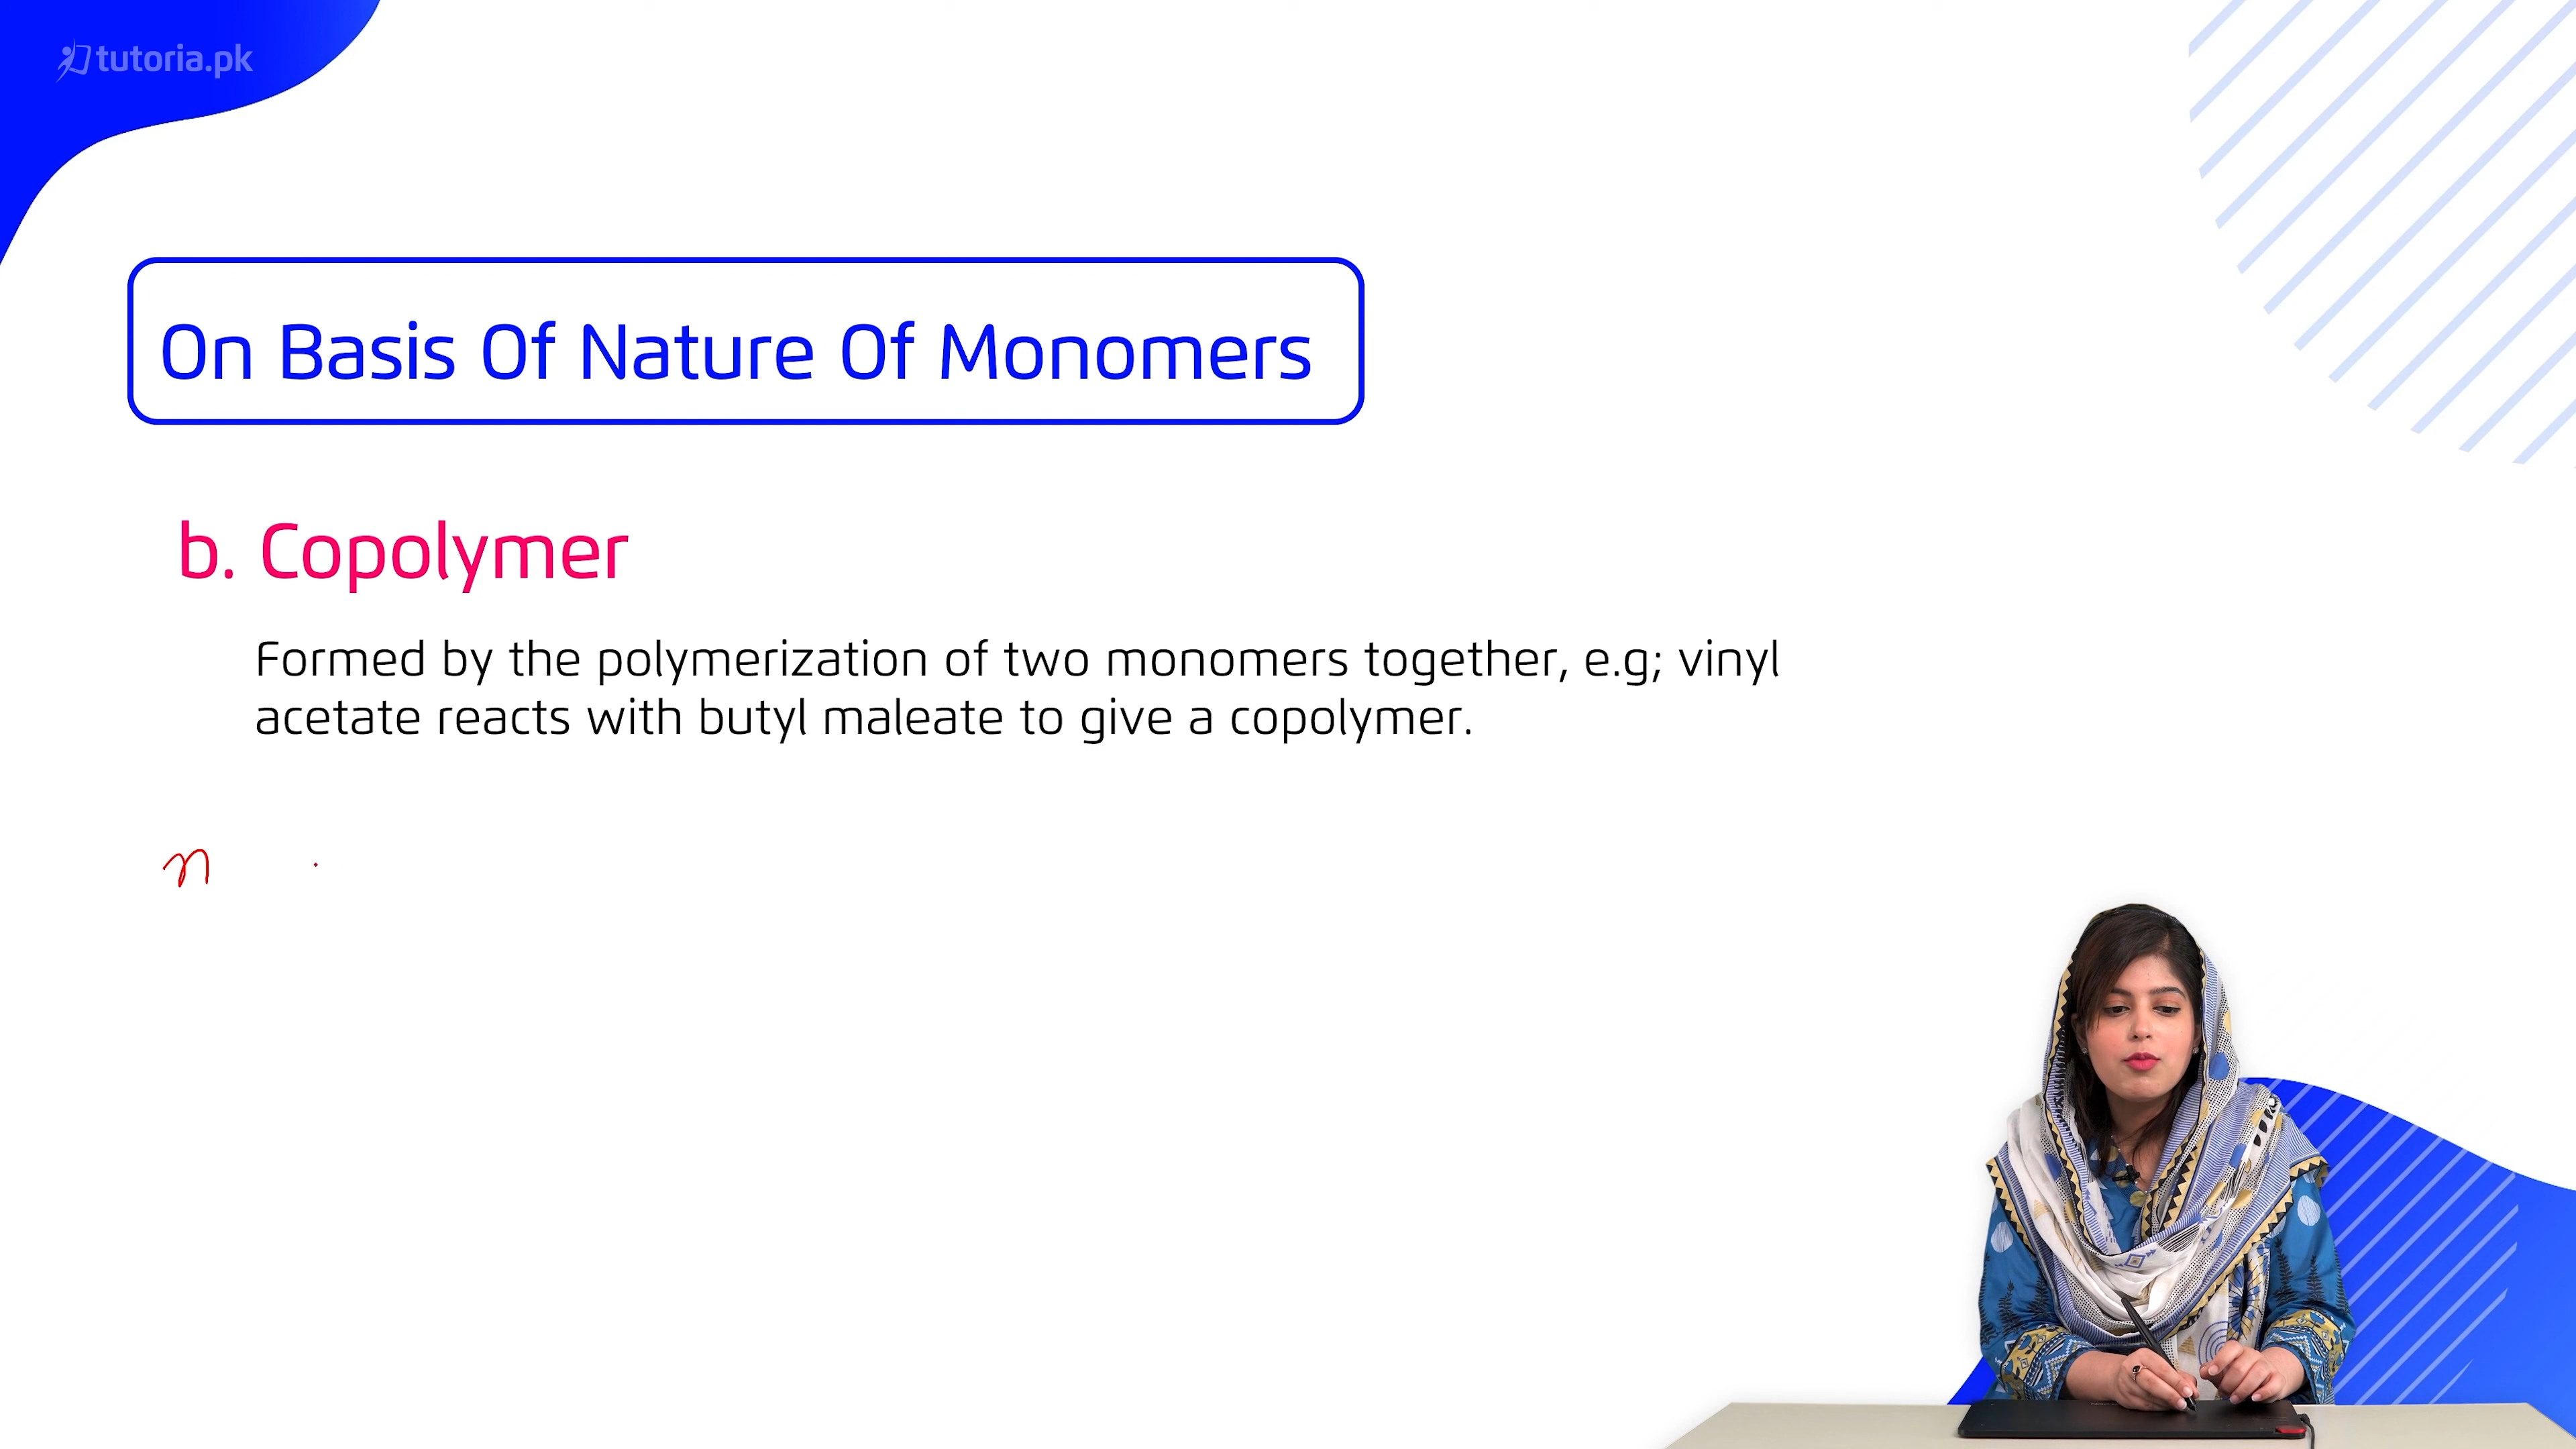 tutoria.pk
On Basis Of Nature Of Monomers
b. Copolymer
Formed by the polymerization of two monomers together, e.g; vinyl
acetate reacts with butyl maleate to give a copolymer.
n